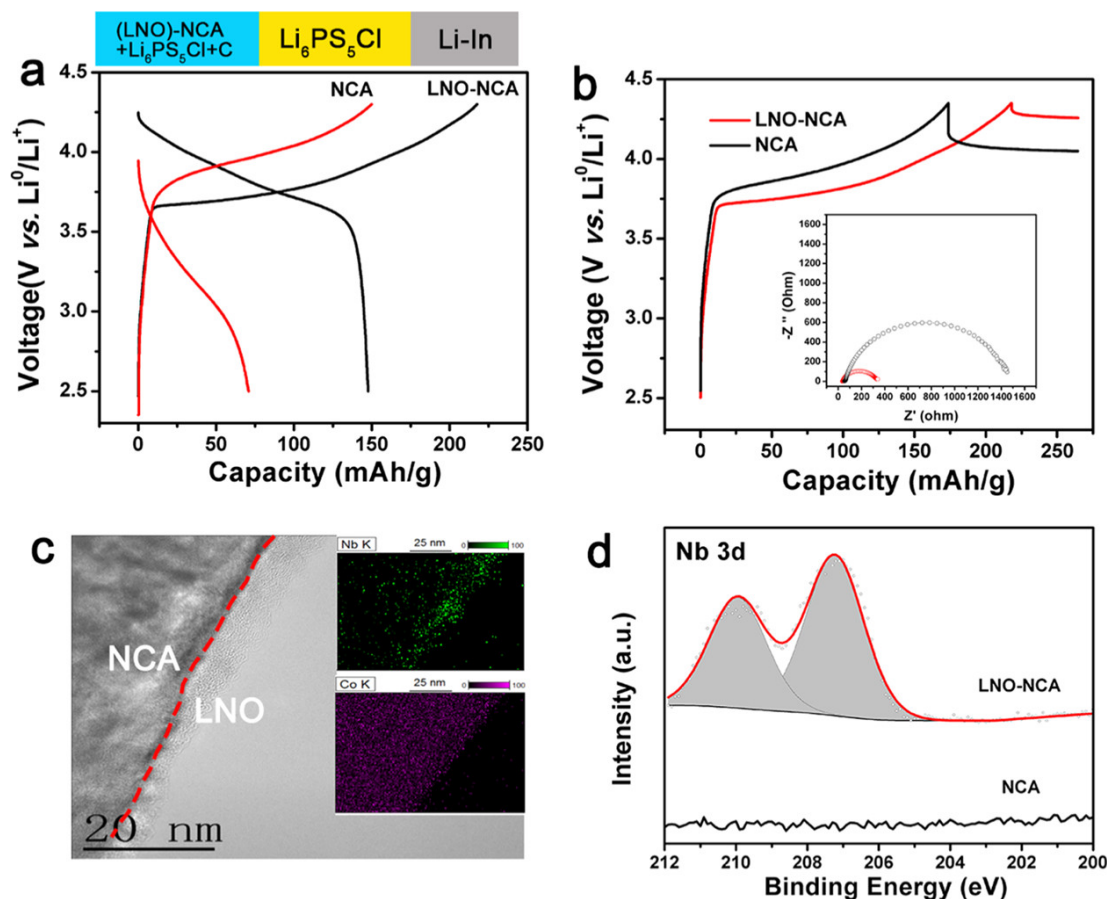 (LNO)-NCA
+Li₆PS₅Cl+C
Li₆PS₅Cl
Li-In
a
NCA
LNO-NCA
4.5
4.0
3.5
3.0
2.5
Voltage(V vs. Li⁰/Li⁺)
0 50 100 150 200 250
Capacity (mAh/g)
b
LNO-NCA
NCA
4.5
4.0
3.5
3.0
2.5
Voltage (V vs. Li⁰/Li⁺)
1600
1400
1200
1000
800
600
400
200
0
-Z'' (Ohm)
0 200 400 600 800 1000 1200 1400 1600
Z' (ohm)
0 50 100 150 200 250
Capacity (mAh/g)
c
NCA
LNO
20 nm
Nb K
25 nm
0 100
Co K
25 nm
0 100
d
Nb 3d
LNO-NCA
NCA
Intensity (a.u.)
212 210 208 206 204 202 200
Binding Energy (eV)